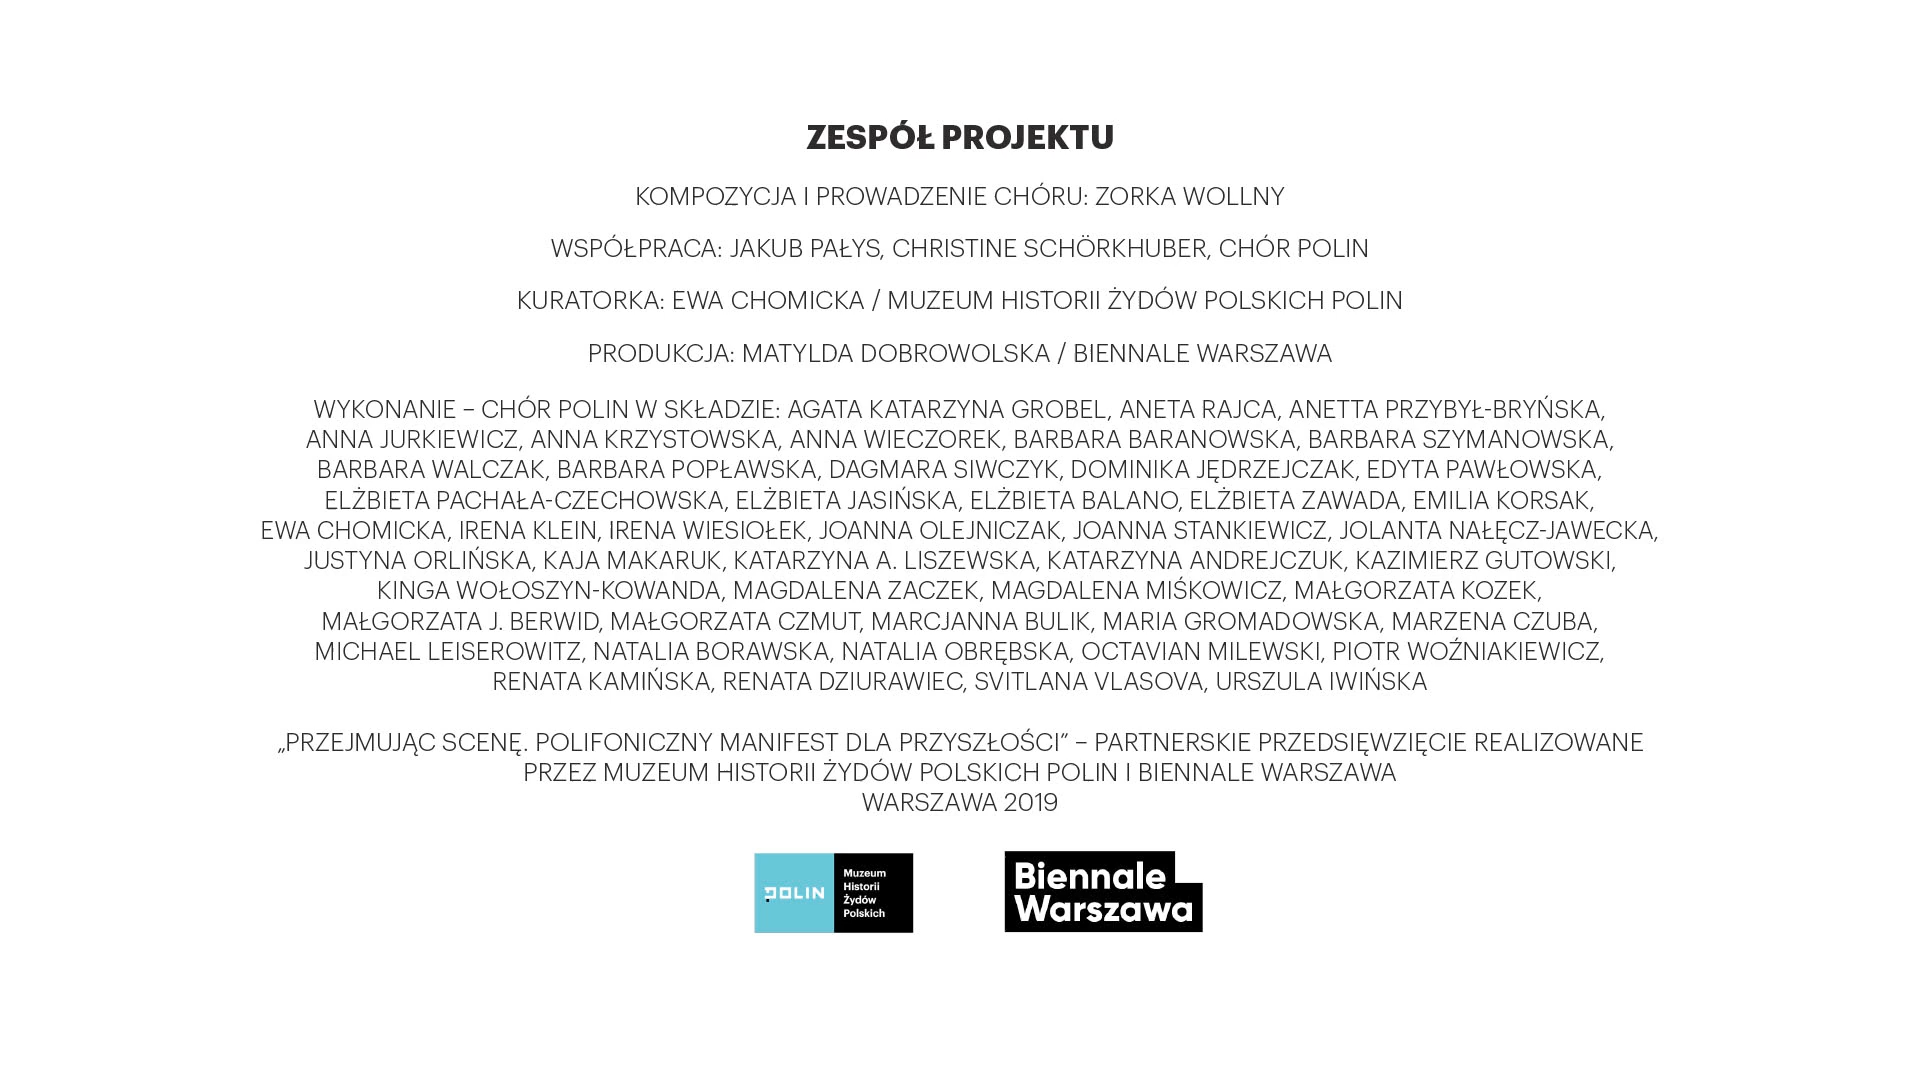 ZESPÓŁ PROJEKTU
KOMPOZYCJA I PROWADZENIE CHÓRU: ZORKA WOLLNY
WSPÓŁPRACA: JAKUB PAŁYS, CHRISTINE SCHÖRKHUBER, CHÓR POLIN
KURATORKA: EWA CHOMICKA / MUZEUM HISTORII ŻYDÓW POLSKICH POLIN
PRODUKCJA: MATYLDA DOBROWOLSKA / BIENNALE WARSZAWA
WYKONANIE – CHÓR POLIN W SKŁADZIE: AGATA KATARZYNA GROBEL, ANETA RAJCA, ANETTA PRZYBYŁ-BRYŃSKA,
ANNA JURKIEWICZ, ANNA KRZYSTOWSKA, ANNA WIECZOREK, BARBARA BARANOWSKA, BARBARA SZYMANOWSKA,
BARBARA WALCZAK, BARBARA POPŁAWSKA, DAGMARA SIWCZYK, DOMINIKA JĘDRZEJCZAK, EDYTA PAWŁOWSKA,
ELŻBIETA PACHAŁA-CZECHOWSKA, ELŻBIETA JASIŃSKA, ELŻBIETA BALANO, ELŻBIETA ZAWADA, EMILIA KORSAK,
EWA CHOMICKA, IRENA KLEIN, IRENA WIESIOŁEK, JOANNA OLEJNICZAK, JOANNA STANKIEWICZ, JOLANTA NAŁĘCZ-JAWECKA,
JUSTYNA ORLIŃSKA, KAJA MAKARUK, KATARZYNA A. LISZEWSKA, KATARZYNA ANDREJCZUK, KAZIMIERZ GUTOWSKI,
KINGA WOŁOSZYN-KOWANDA, MAGDALENA ZACZEK, MAGDALENA MIŚKOWICZ, MAŁGORZATA KOZEK,
MAŁGORZATA J. BERWID, MAŁGORZATA CZMUT, MARCJANNA BULIK, MARIA GROMADOWSKA, MARZENA CZUBA,
MICHAEL LEISEROWITZ, NATALIA BORAWSKA, NATALIA OBRĘBSKA, OCTAVIAN MILEWSKI, PIOTR WOŹNIAKIEWICZ,
RENATA KAMIŃSKA, RENATA DZIURAWIEC, SVITLANA VLASOVA, URSZULA IWIŃSKA
„PRZEJMUJĄC SCENĘ. POLIFONICZNY MANIFEST DLA PRZYSZŁOŚCI” – PARTNERSKIE PRZEDSIĘWZIĘCIE REALIZOWANE
PRZEZ MUZEUM HISTORII ŻYDÓW POLSKICH POLIN I BIENNALE WARSZAWA
WARSZAWA 2019
POLIN
Muzeum
Historii
Żydów
Polskich
Biennale
Warszawa